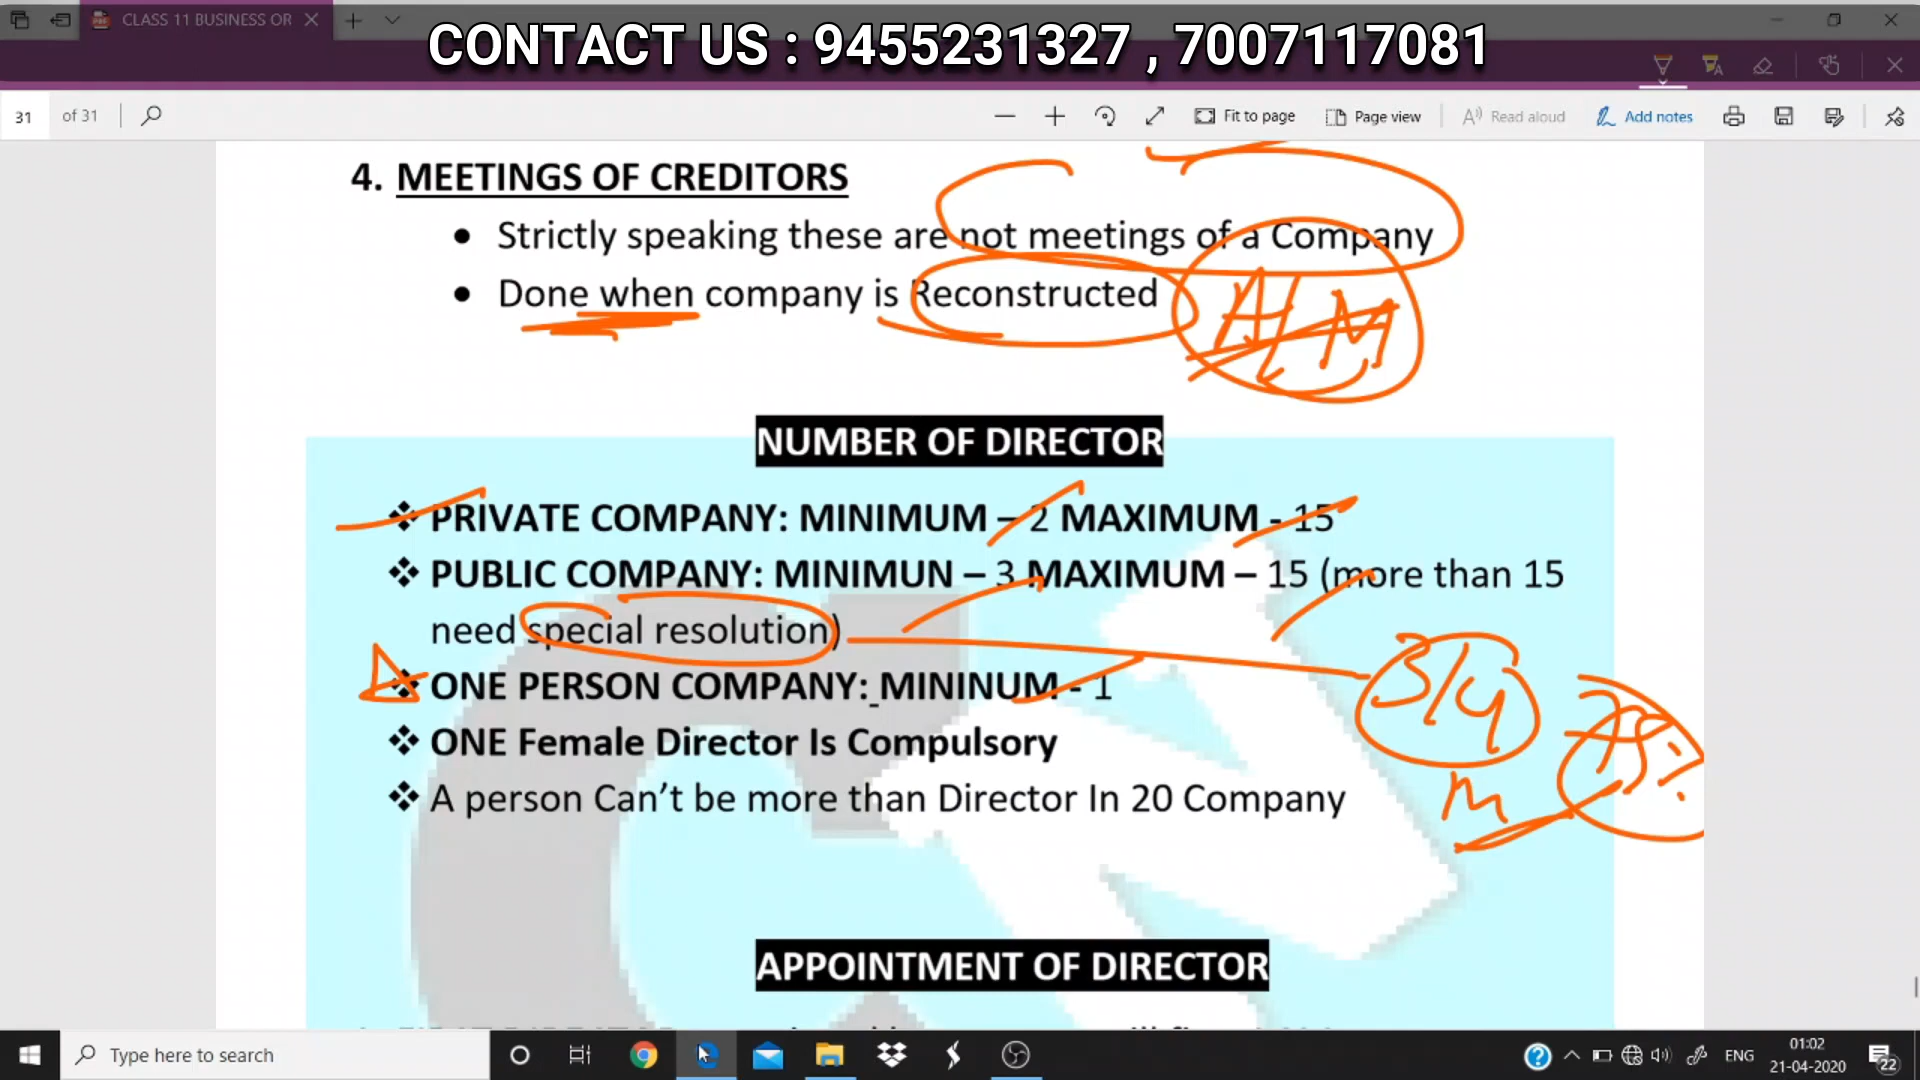 CLASS 11 BUSINESS OR
CONTACT US : 9455231327 , 7007117081
31 of 31
Fit to page
Page view
Read aloud
Add notes
4. MEETINGS OF CREDITORS
• Strictly speaking these are not meetings of a Company
• Done when company is Reconstructed
A/M
NUMBER OF DIRECTOR
❖ PRIVATE COMPANY: MINIMUM – 2 MAXIMUM - 15
❖ PUBLIC COMPANY: MINIMUN – 3 MAXIMUM – 15 (more than 15
need special resolution)
3/4
❖ ONE PERSON COMPANY: MININUM - 1
❖ ONE Female Director Is Compulsory
❖ A person Can't be more than Director In 20 Company
M
APPOINTMENT OF DIRECTOR
Type here to search
ENG
01:02
21-04-2020
22